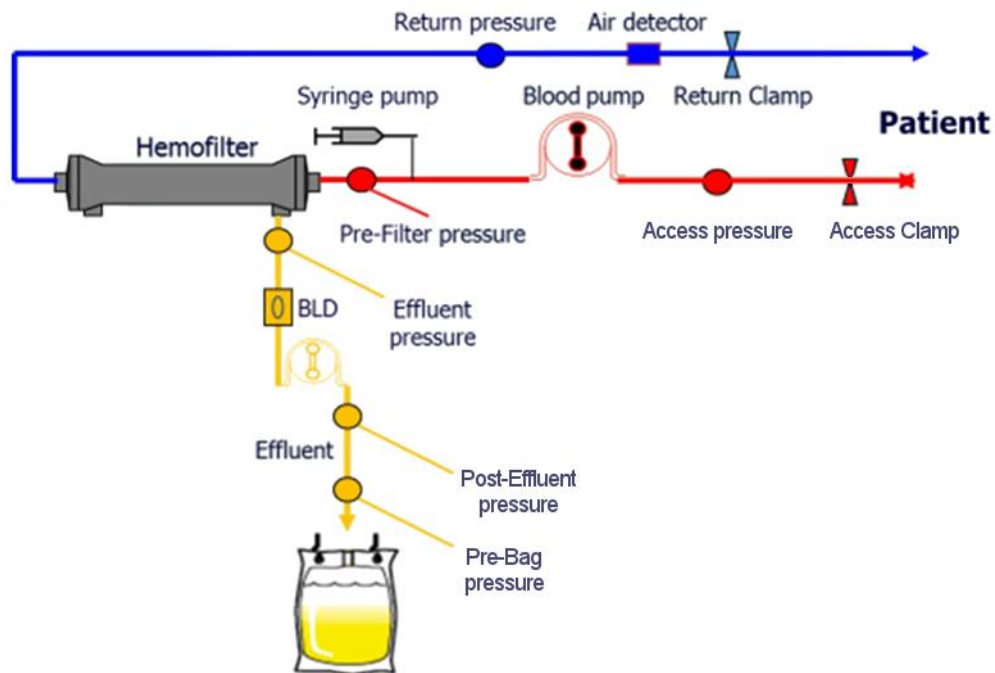 Return pressure
Air detector
Syringe pump
Blood pump
Return Clamp
Patient
Hemofilter
Pre-Filter pressure
Access pressure
Access Clamp
BLD
Effluent
pressure
Effluent
Post-Effluent
pressure
Pre-Bag
pressure